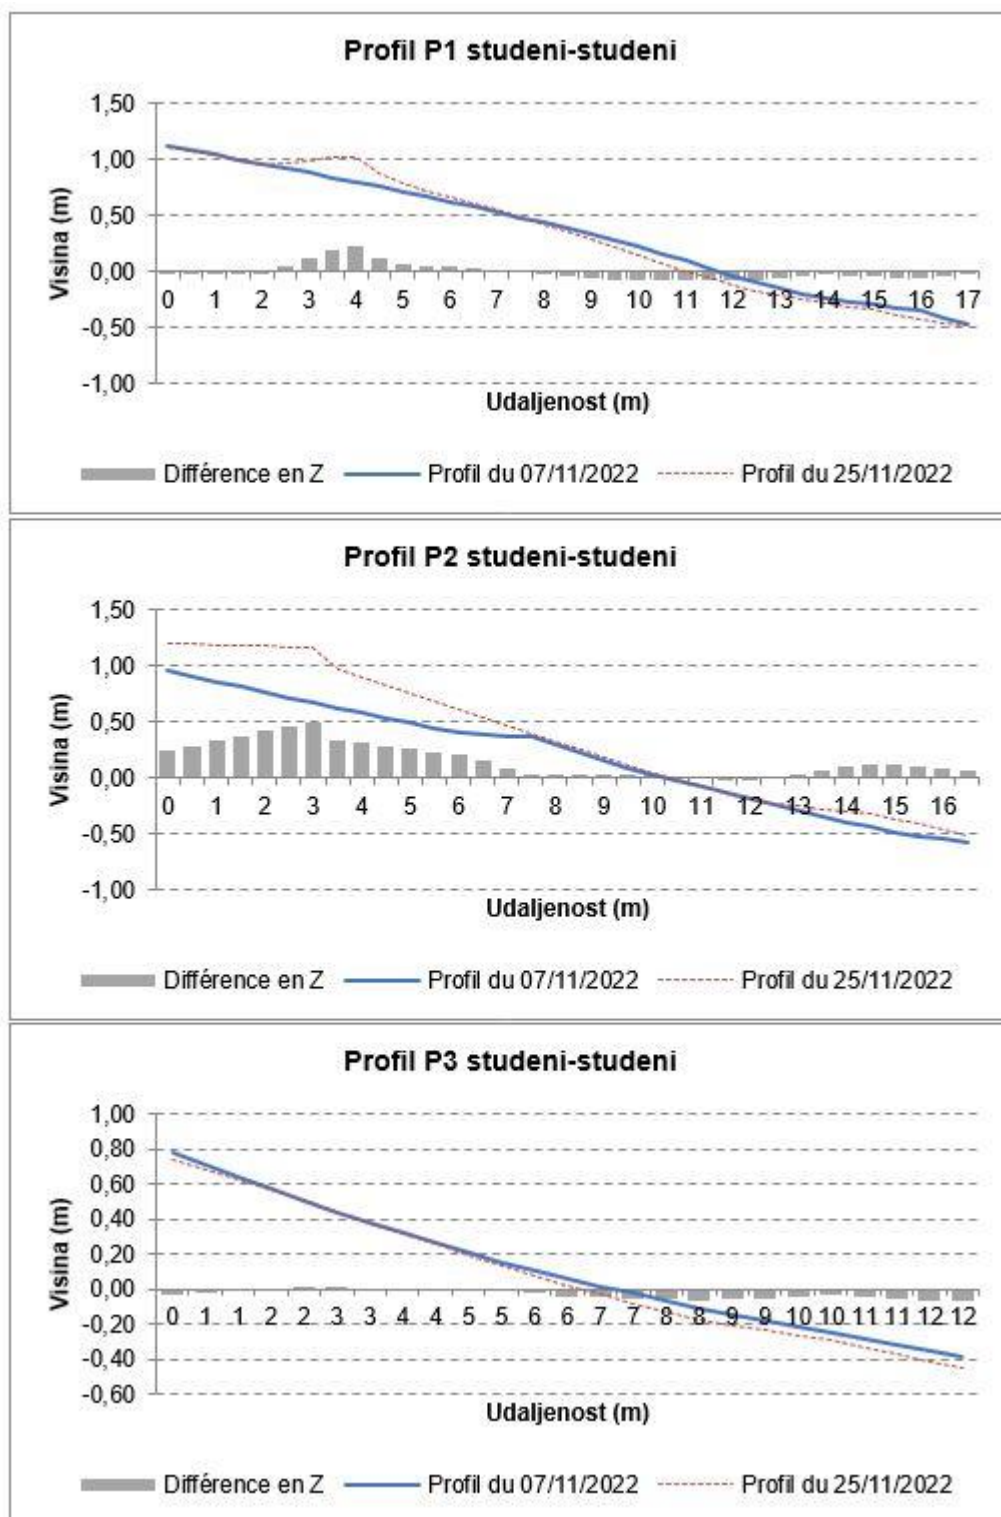 Profil P1 studeni-studeni
1,50
1,00
0,50
0,00
-0,50
-1,00
Visina (m)
0 1 2 3 4 5 6 7 8 9 10 11 12 13 14 15 16 17
Udaljenost (m)
Différence en Z Profil du 07/11/2022 Profil du 25/11/2022
Profil P2 studeni-studeni
1,50
1,00
0,50
0,00
-0,50
-1,00
Visina (m)
0 1 2 3 4 5 6 7 8 9 10 11 12 13 14 15 16
Udaljenost (m)
Différence en Z Profil du 07/11/2022 Profil du 25/11/2022
Profil P3 studeni-studeni
1,00
0,80
0,60
0,40
0,20
0,00
-0,20
-0,40
-0,60
Visina (m)
0 1 1 2 2 3 3 4 4 5 5 6 6 7 7 8 8 9 9 10 10 11 11 12 12
Udaljenost (m)
Différence en Z Profil du 07/11/2022 Profil du 25/11/2022